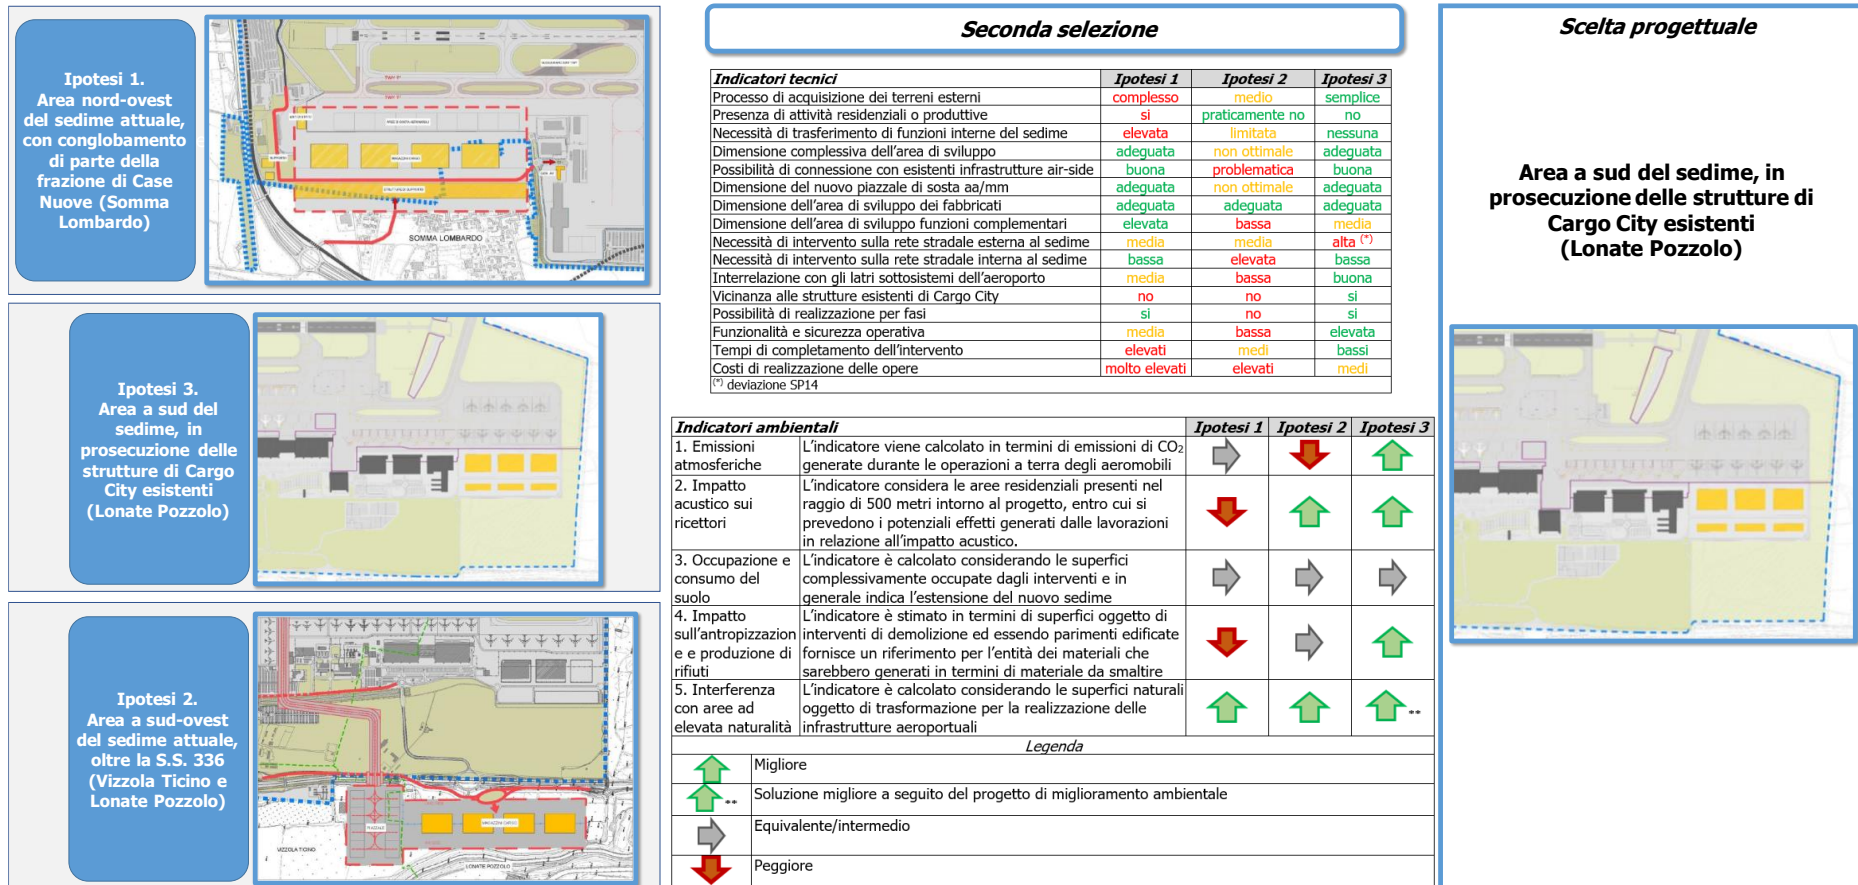 Ipotesi 1.
Area nord-ovest
del sedime attuale,
con conglobamento
di parte della
frazione di Case
Nuove (Somma
Lombardo)
SOMMA LOMBARDO
Ipotesi 3.
Area a sud del
sedime, in
prosecuzione delle
strutture di Cargo
City esistenti
(Lonate Pozzolo)
Ipotesi 2.
Area a sud-ovest
del sedime attuale,
oltre la S.S. 336
(Vizzola Ticino e
Lonate Pozzolo)
PIAZZALE
MAGAZZINI CARGO
VIZZOLA TICINO
LONATE POZZOLO
Seconda selezione
Indicatori tecnici Ipotesi 1 Ipotesi 2 Ipotesi 3
Processo di acquisizione dei terreni esterni complesso medio semplice
Presenza di attività residenziali o produttive si praticamente no no
Necessità di trasferimento di funzioni interne del sedime elevata limitata nessuna
Dimensione complessiva dell'area di sviluppo adeguata non ottimale adeguata
Possibilità di connessione con esistenti infrastrutture air-side buona problematica buona
Dimensione del nuovo piazzale di sosta aa/mm adeguata non ottimale adeguata
Dimensione dell'area di sviluppo dei fabbricati adeguata adeguata adeguata
Dimensione dell'area di sviluppo funzioni complementari elevata bassa media
Necessità di intervento sulla rete stradale esterna al sedime media media alta (*)
Necessità di intervento sulla rete stradale interna al sedime bassa elevata bassa
Interrelazione con gli latri sottosistemi dell'aeroporto media bassa buona
Vicinanza alle strutture esistenti di Cargo City no no si
Possibilità di realizzazione per fasi si no si
Funzionalità e sicurezza operativa media bassa elevata
Tempi di completamento dell'intervento elevati medi bassi
Costi di realizzazione delle opere molto elevati elevati medi
(*) deviazione SP14
Indicatori ambientali Ipotesi 1 Ipotesi 2 Ipotesi 3
1. Emissioni
atmosferiche
L'indicatore viene calcolato in termini di emissioni di CO2
generate durante le operazioni a terra degli aeromobili
2. Impatto
acustico sui
ricettori
L'indicatore considera le aree residenziali presenti nel
raggio di 500 metri intorno al progetto, entro cui si
prevedono i potenziali effetti generati dalle lavorazioni
in relazione all'impatto acustico.
3. Occupazione e
consumo del
suolo
L'indicatore è calcolato considerando le superfici
complessivamente occupate dagli interventi e in
generale indica l'estensione del nuovo sedime
4. Impatto
sull'antropizzazion
e e produzione di
rifiuti
L'indicatore è stimato in termini di superfici oggetto di
interventi di demolizione ed essendo parimenti edificate
fornisce un riferimento per l'entità dei materiali che
sarebbero generati in termini di materiale da smaltire
5. Interferenza
con aree ad
elevata naturalità
L'indicatore è calcolato considerando le superfici naturali
oggetto di trasformazione per la realizzazione delle
infrastrutture aeroportuali
**
Legenda
Migliore
** Soluzione migliore a seguito del progetto di miglioramento ambientale
Equivalente/intermedio
Peggiore
Scelta progettuale
Area a sud del sedime, in
prosecuzione delle strutture di
Cargo City esistenti
(Lonate Pozzolo)